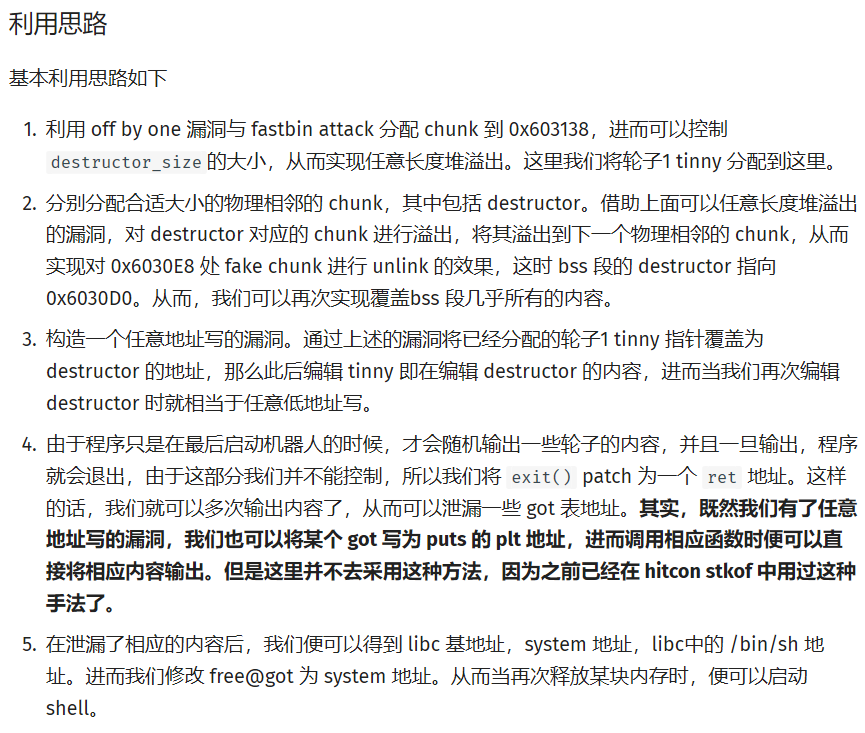 利用思路
基本利用思路如下
1. 利用 off by one 漏洞与 fastbin attack 分配 chunk 到 0x603138，进而可以控制
destructor_size 的大小，从而实现任意长度堆溢出。这里我们将轮子1 tinny 分配到这里。
2. 分别分配合适大小的物理相邻的 chunk，其中包括 destructor。借助上面可以任意长度堆溢出
的漏洞，对 destructor 对应的 chunk 进行溢出，将其溢出到下一个物理相邻的 chunk，从而
实现对 0x6030E8 处 fake chunk 进行 unlink 的效果，这时 bss 段的 destructor 指向
0x6030D0。从而，我们可以再次实现覆盖bss 段几乎所有的内容。
3. 构造一个任意地址写的漏洞。通过上述的漏洞将已经分配的轮子1 tinny 指针覆盖为
destructor 的地址，那么此后编辑 tinny 即在编辑 destructor 的内容，进而当我们再次编辑
destructor 时就相当于任意低地址写。
4. 由于程序只是在最后启动机器人的时候，才会随机输出一些轮子的内容，并且一旦输出，程序
就会退出，由于这部分我们并不能控制，所以我们将 exit() patch 为一个 ret 地址。这样
的话，我们就可以多次输出内容了，从而可以泄漏一些 got 表地址。其实，既然我们有了任意
地址写的漏洞，我们也可以将某个 got 写为 puts 的 plt 地址，进而调用相应函数时便可以直
接将相应内容输出。但是这里并不去采用这种方法，因为之前已经在 hitcon stkof 中用过这种
手法了。
5. 在泄漏了相应的内容后，我们便可以得到 libc 基地址，system 地址，libc中的 /bin/sh 地
址。进而我们修改 free@got 为 system 地址。从而当再次释放某块内存时，便可以启动
shell。